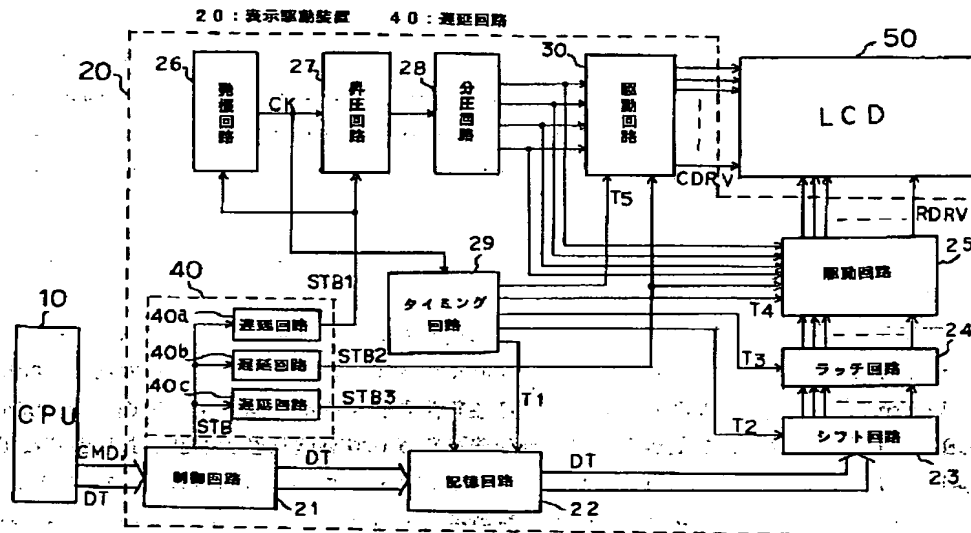 20：表示駆動装置 40：遅延回路
20
26
発振回路
CK
27
昇圧回路
28
分圧回路
30
駆動回路
CDRV
50
LCD
T5
RDRV
25
駆動回路
T4
29
タイミング
回路
STB1
40
40a
遅延回路
40b
遅延回路
STB2
40c
遅延回路
STB3
STB
T1
T3
24
ラッチ回路
T2
シフト回路
23
10
CPU
CMD
DT
制御回路
21
DT
記憶回路
22
DT